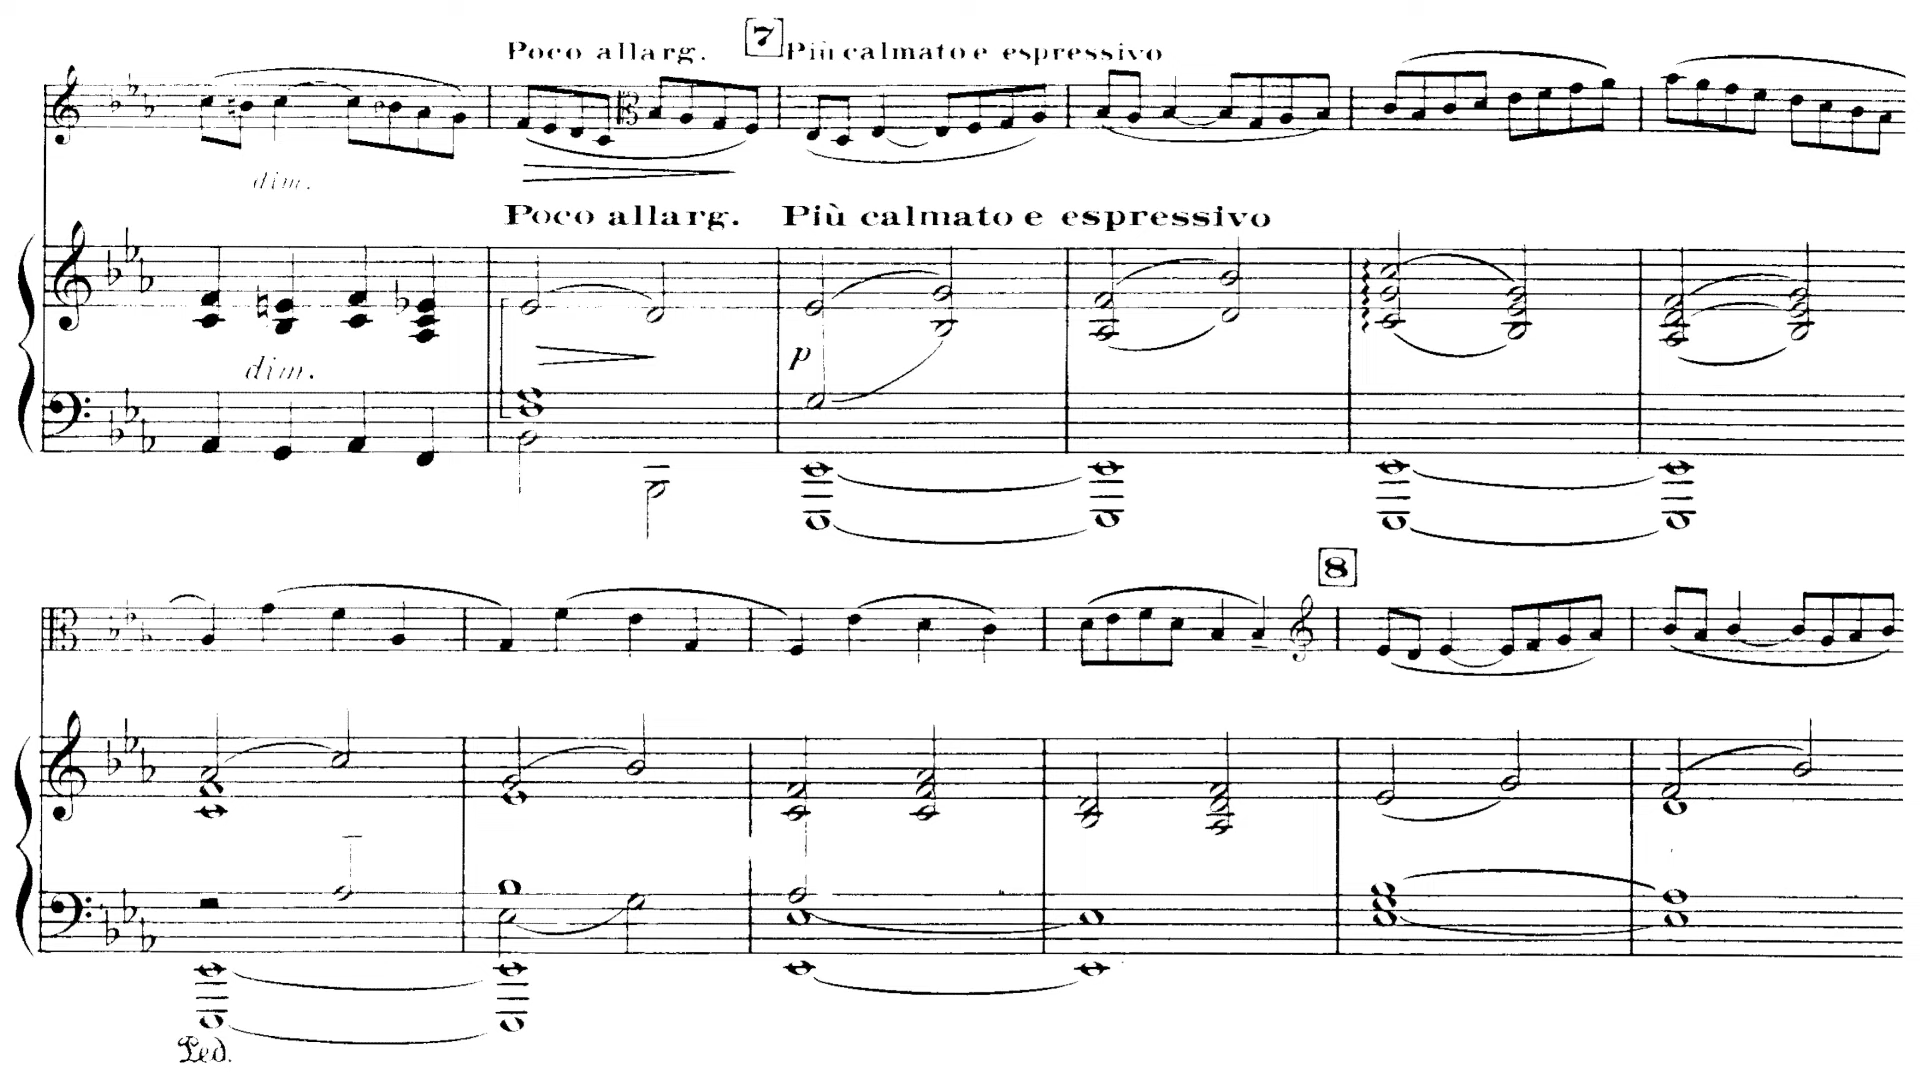 Poco allarg. 7 Più calmato e espressivo
dim.
Poco allarg. Più calmato e espressivo
p
dim.
8
Ped.